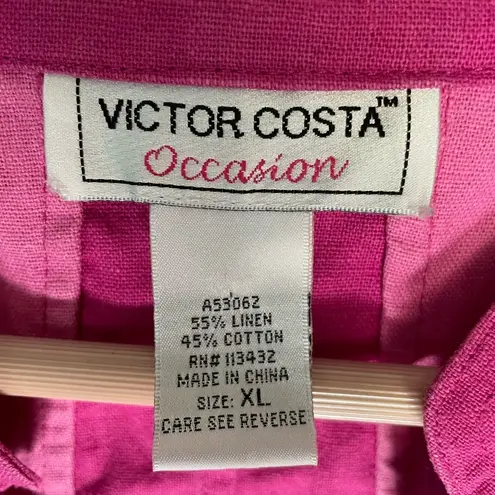 VICTOR COSTA™
Occasion
A53062
55% LINEN
45% COTTON
RN# 113432
MADE IN CHINA
SIZE: XL
CARE SEE REVERSE